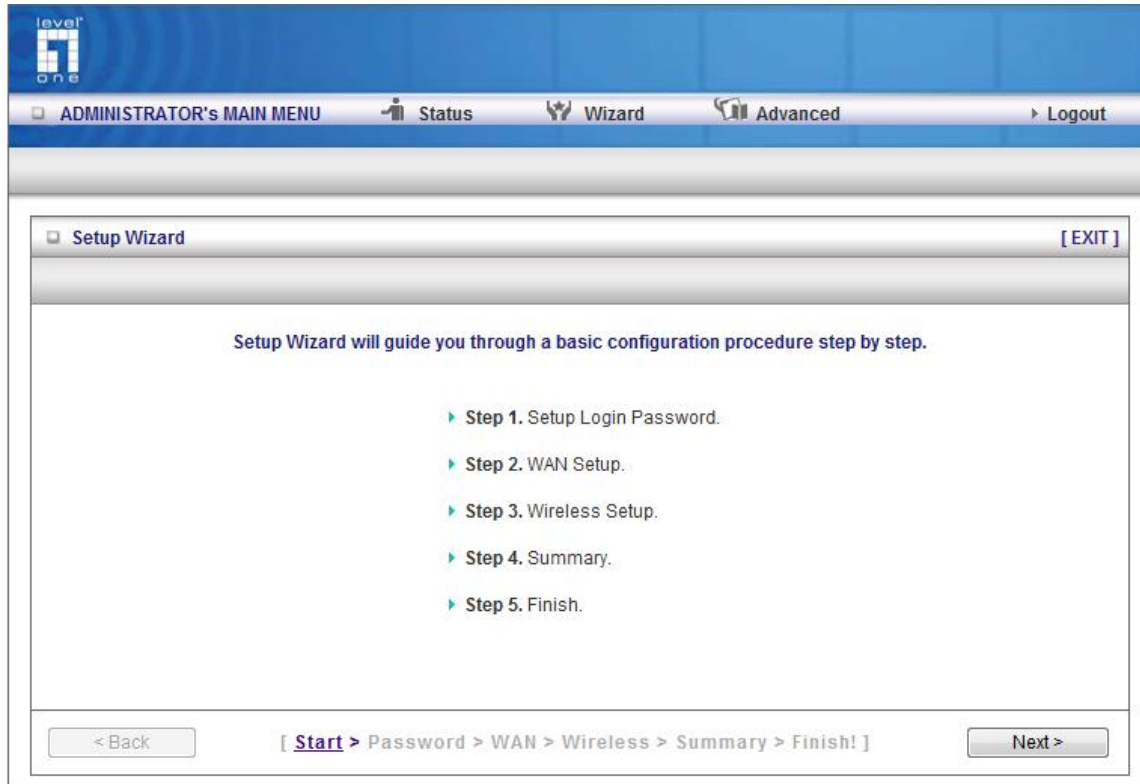 level
one
ADMINISTRATOR's MAIN MENU Status Wizard Advanced Logout
Setup Wizard [ EXIT ]
Setup Wizard will guide you through a basic configuration procedure step by step.
Step 1. Setup Login Password.
Step 2. WAN Setup.
Step 3. Wireless Setup.
Step 4. Summary.
Step 5. Finish.
< Back [ Start > Password > WAN > Wireless > Summary > Finish! ] Next >